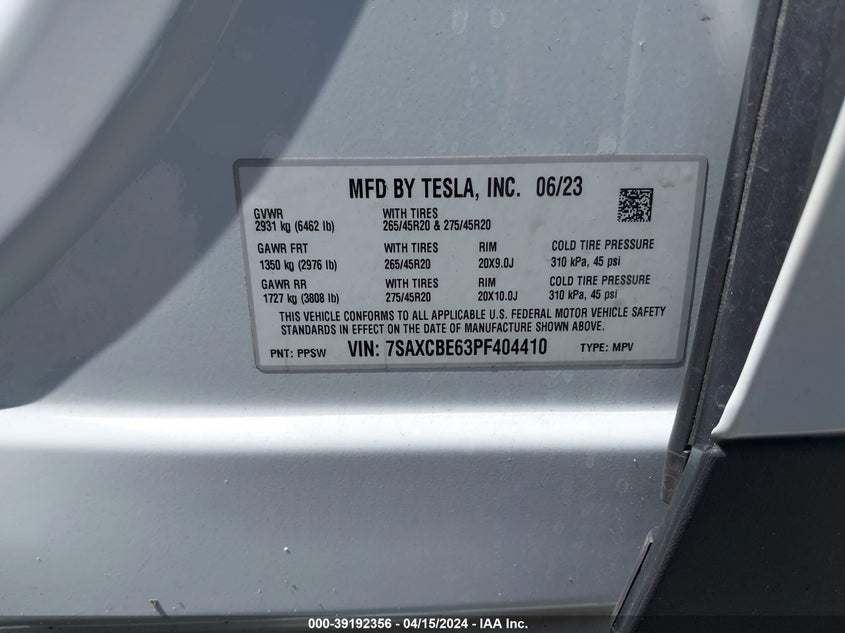 MFD BY TESLA, INC. 06/23
GVWR WITH TIRES
2931 kg (6462 lb) 265/45R20 & 275/45R20
GAWR FRT WITH TIRES RIM COLD TIRE PRESSURE
1350 kg (2976 lb) 265/45R20 20X9.0J 310 kPa, 45 psi
GAWR RR WITH TIRES RIM COLD TIRE PRESSURE
1727 kg (3808 lb) 275/45R20 20X10.0J 310 kPa, 45 psi
THIS VEHICLE CONFORMS TO ALL APPLICABLE U.S. FEDERAL MOTOR VEHICLE SAFETY
STANDARDS IN EFFECT ON THE DATE OF MANUFACTURE SHOWN ABOVE.
PNT: PPSW VIN: 7SAXCBE63PF404410 TYPE: MPV
000-39192356 - 04/15/2024 - IAA Inc.